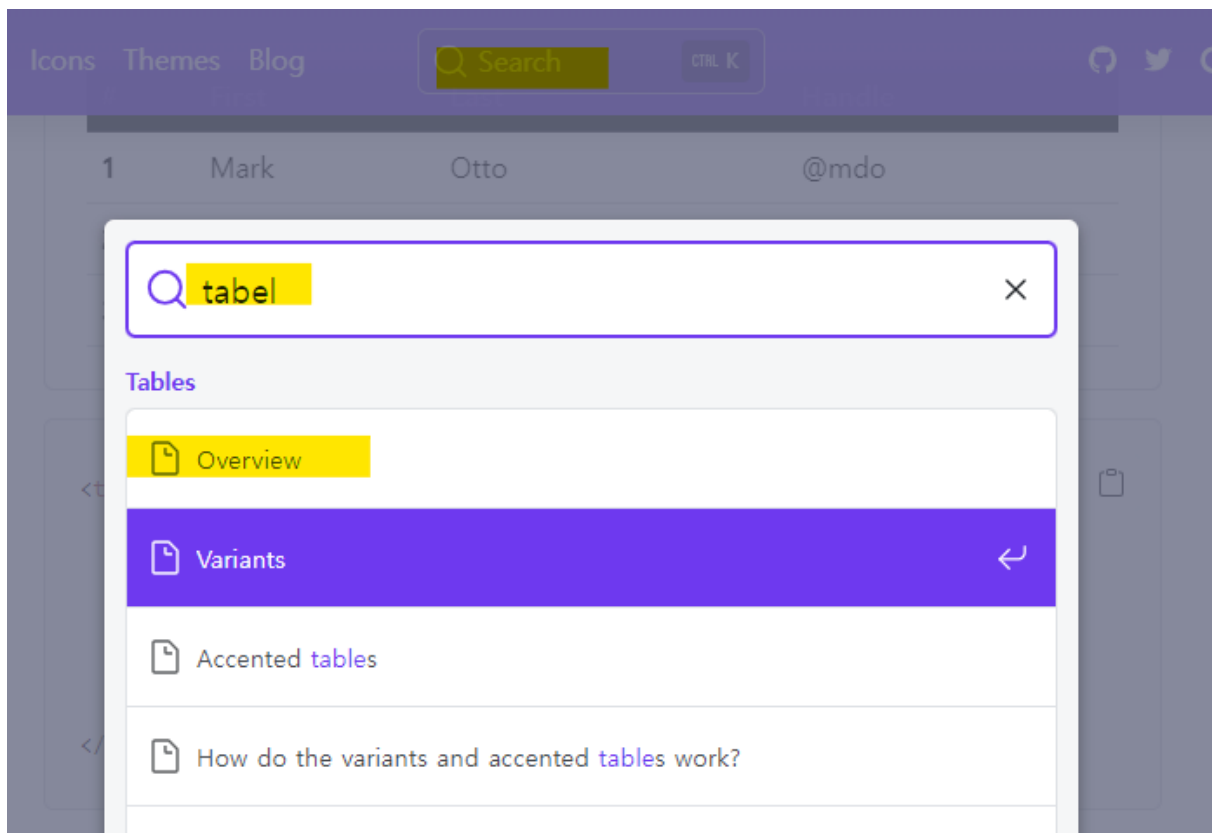 Icons Themes Blog Search CTRL K
1 Mark Otto @mdo
tabel
Tables
Overview
Variants
Accented tables
How do the variants and accented tables work?